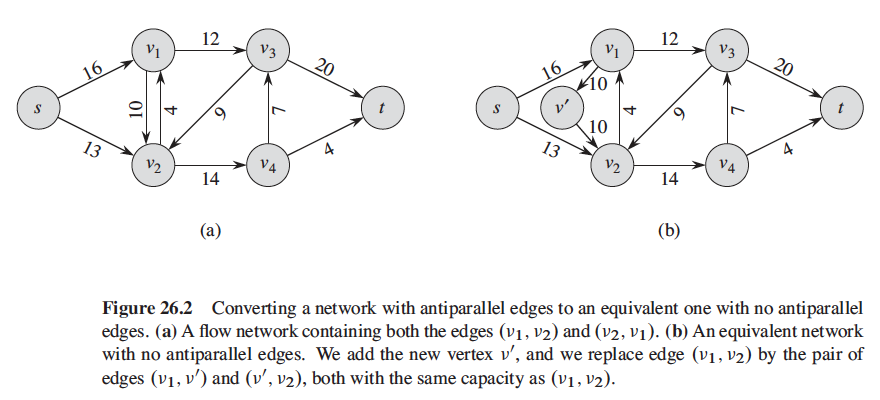 12
v1
v3
16
20
10
4
9
7
s
t
13
v2
v4
4
14
(a)
12
v1
v3
16
10
20
s
v′
4
9
7
t
10
13
v2
v4
4
14
(b)
Figure 26.2 Converting a network with antiparallel edges to an equivalent one with no antiparallel
edges. (a) A flow network containing both the edges (v1, v2) and (v2, v1). (b) An equivalent network
with no antiparallel edges. We add the new vertex v′, and we replace edge (v1, v2) by the pair of
edges (v1, v′) and (v′, v2), both with the same capacity as (v1, v2).